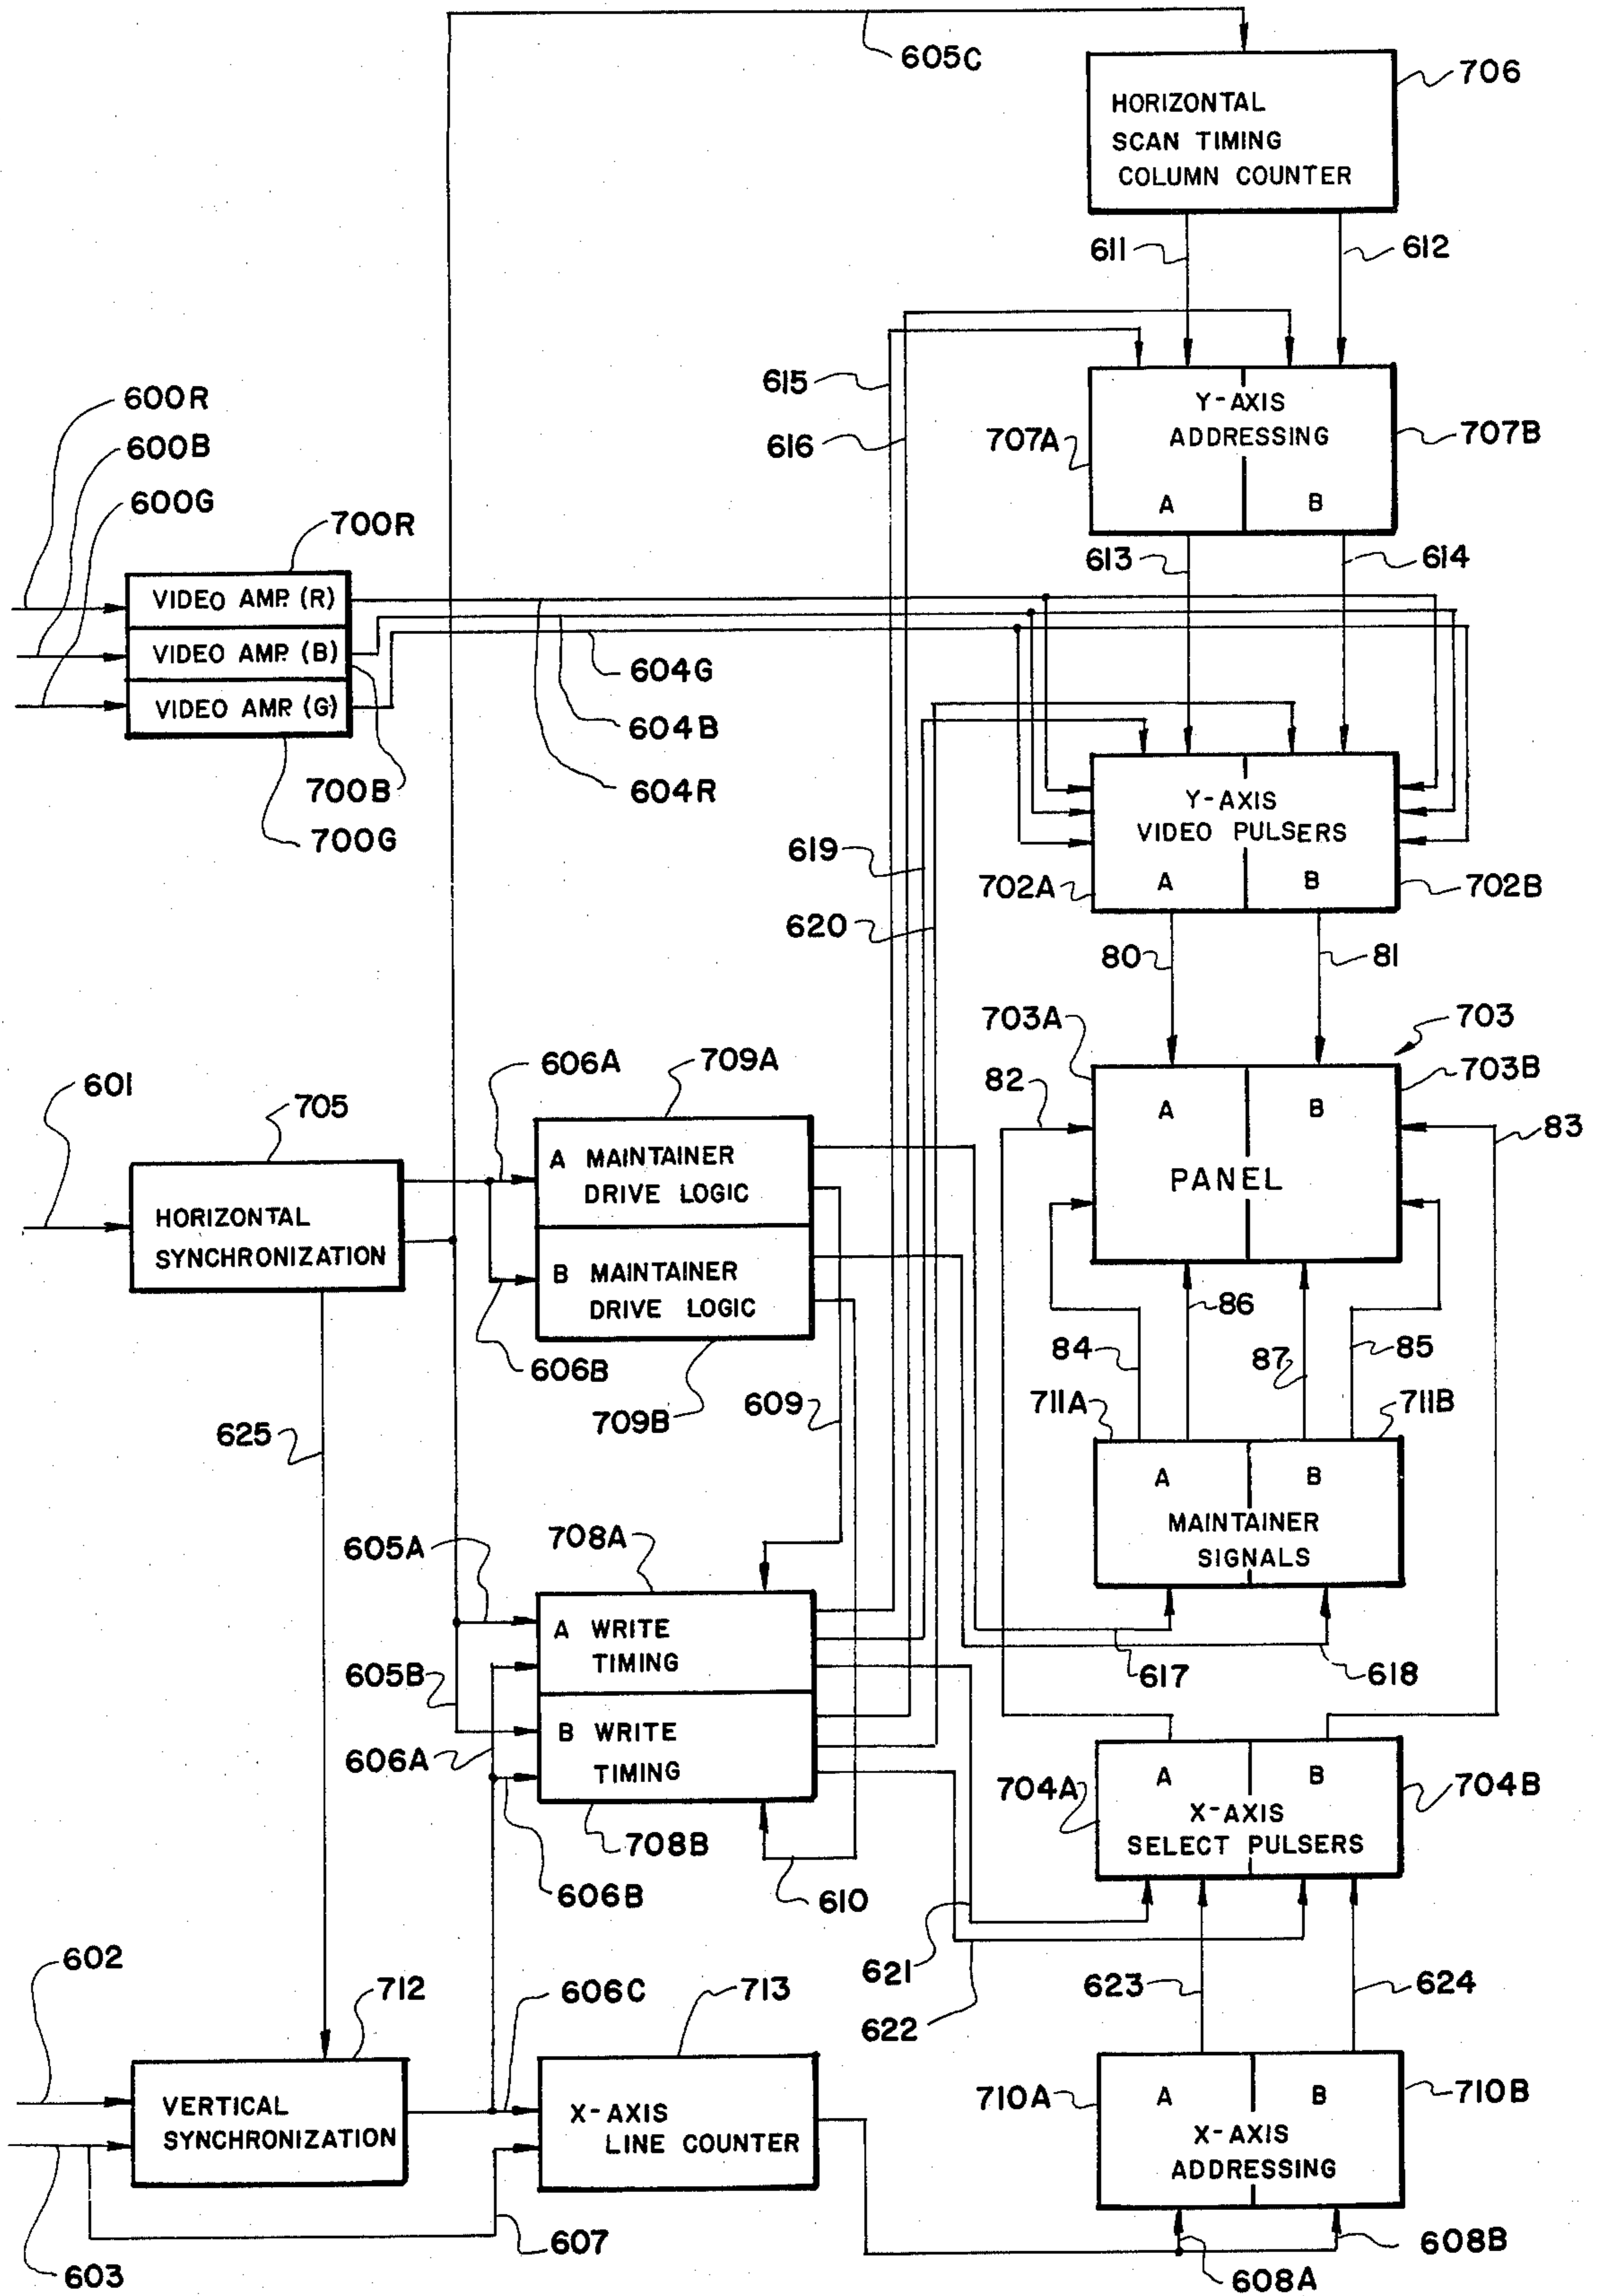 605C
706
HORIZONTAL
SCAN TIMING
COLUMN COUNTER
611
612
615
616
600R
600B
600G
Y-AXIS
ADDRESSING
A B
707A
707B
700R
VIDEO AMP. (R)
VIDEO AMP. (B)
VIDEO AMP. (G)
700B
700G
604G
604B
604R
613
614
Y-AXIS
VIDEO PULSERS
A B
702A
702B
619
620
80
81
703A
703
703B
82
83
A B
PANEL
601
705
HORIZONTAL
SYNCHRONIZATION
606A
709A
A MAINTAINER
DRIVE LOGIC
B MAINTAINER
DRIVE LOGIC
606B
709B
609
625
84
86
87
85
711A
711B
A B
MAINTAINER
SIGNALS
617
618
605A
708A
A WRITE
TIMING
B WRITE
TIMING
605B
606A
606B
708B
610
704A
704B
A B
X-AXIS
SELECT PULSERS
621
622
623
624
602
712
606C
713
VERTICAL
SYNCHRONIZATION
X-AXIS
LINE COUNTER
603
607
710A
710B
A B
X-AXIS
ADDRESSING
608A
608B